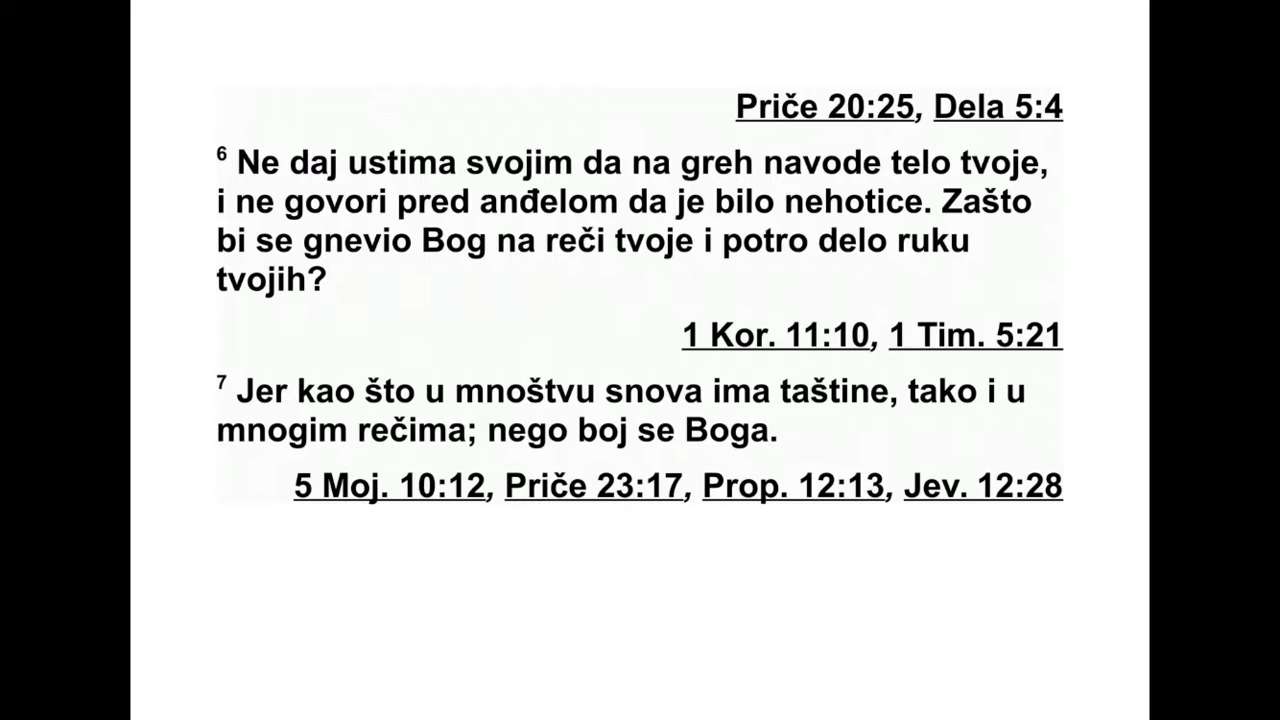 Priče 20:25, Dela 5:4
6 Ne daj ustima svojim da na greh navode telo tvoje,
i ne govori pred anđelom da je bilo nehotice. Zašto
bi se gnevio Bog na reči tvoje i potro delo ruku
tvojih?
1 Kor. 11:10, 1 Tim. 5:21
7 Jer kao što u mnoštvu snova ima taštine, tako i u
mnogim rečima; nego boj se Boga.
5 Moj. 10:12, Priče 23:17, Prop. 12:13, Jev. 12:28